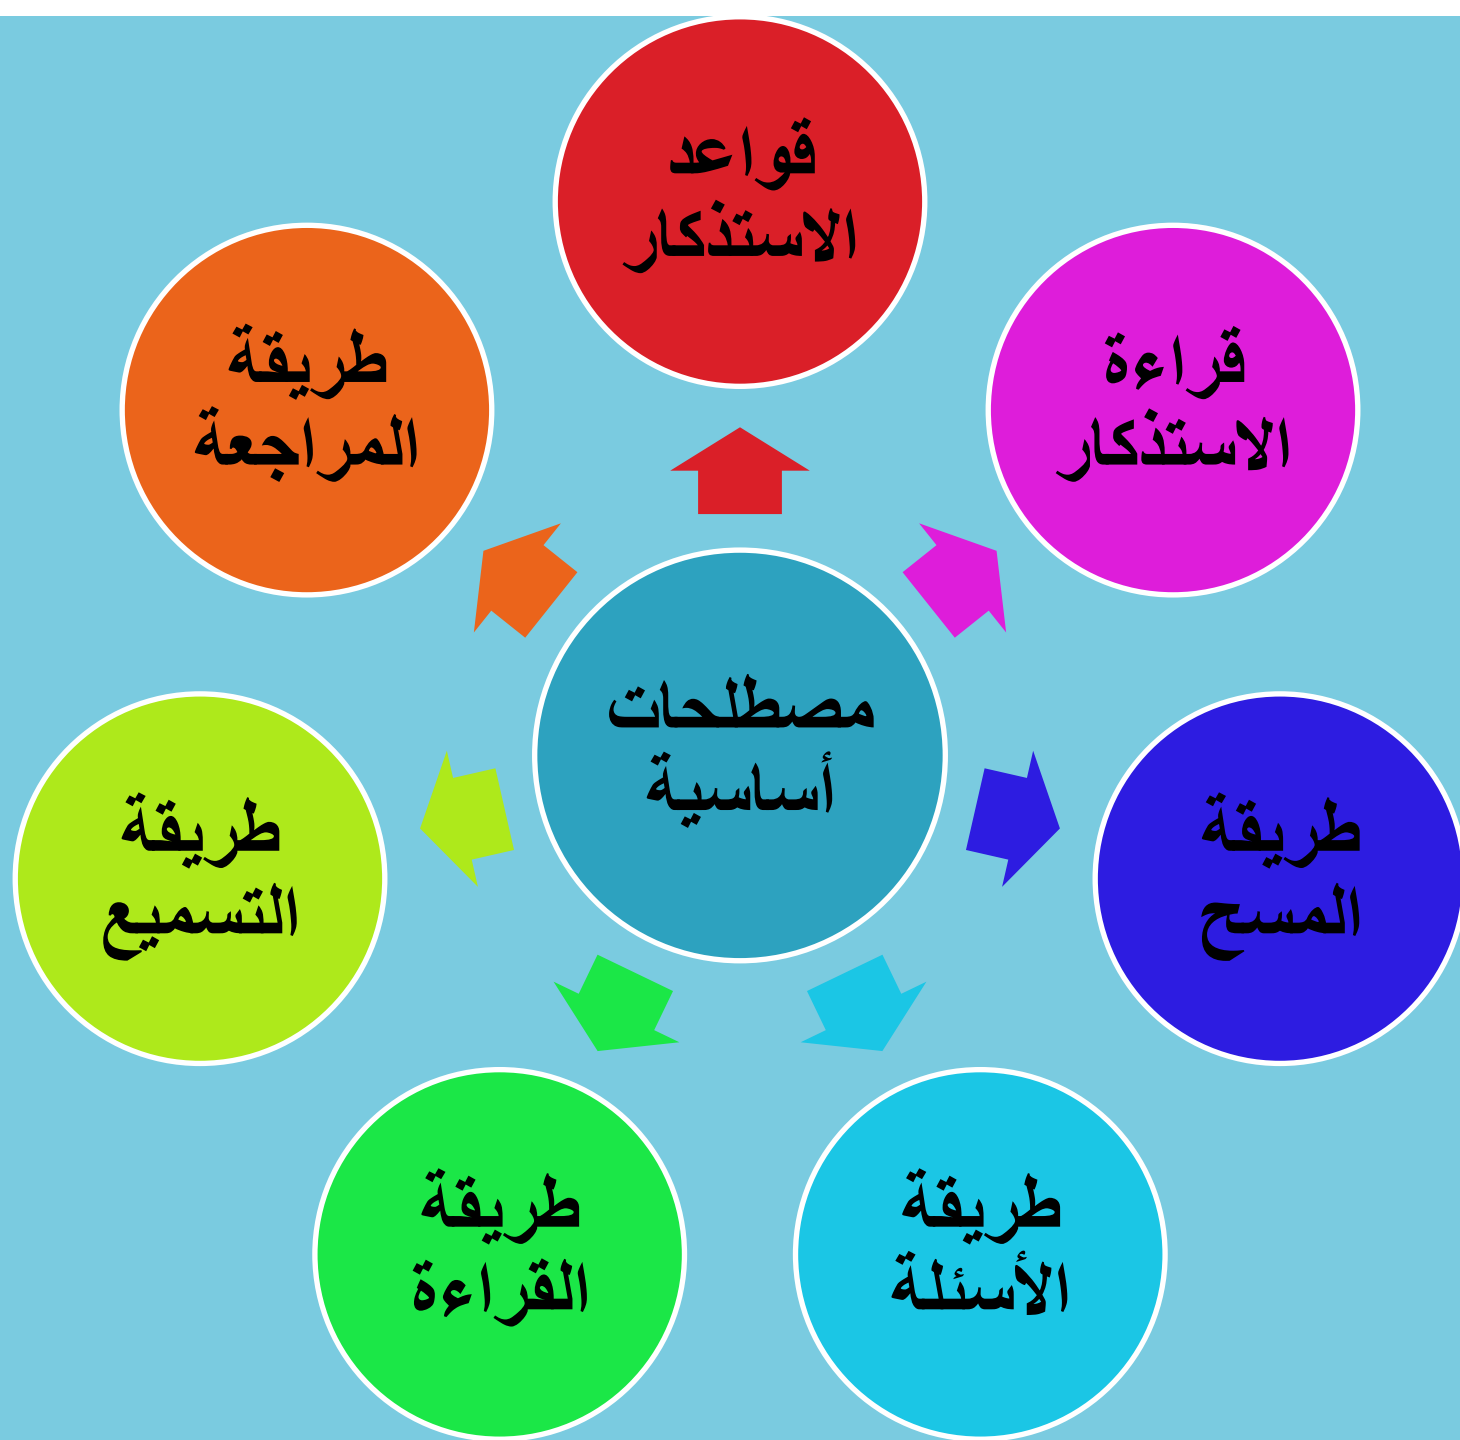 قواعد
الاستذكار
قراءة
الاستذكار
طريقة
المسح
طريقة
الأسئلة
طريقة
القراءة
طريقة
التسميع
طريقة
المراجعة
مصطلحات
أساسية